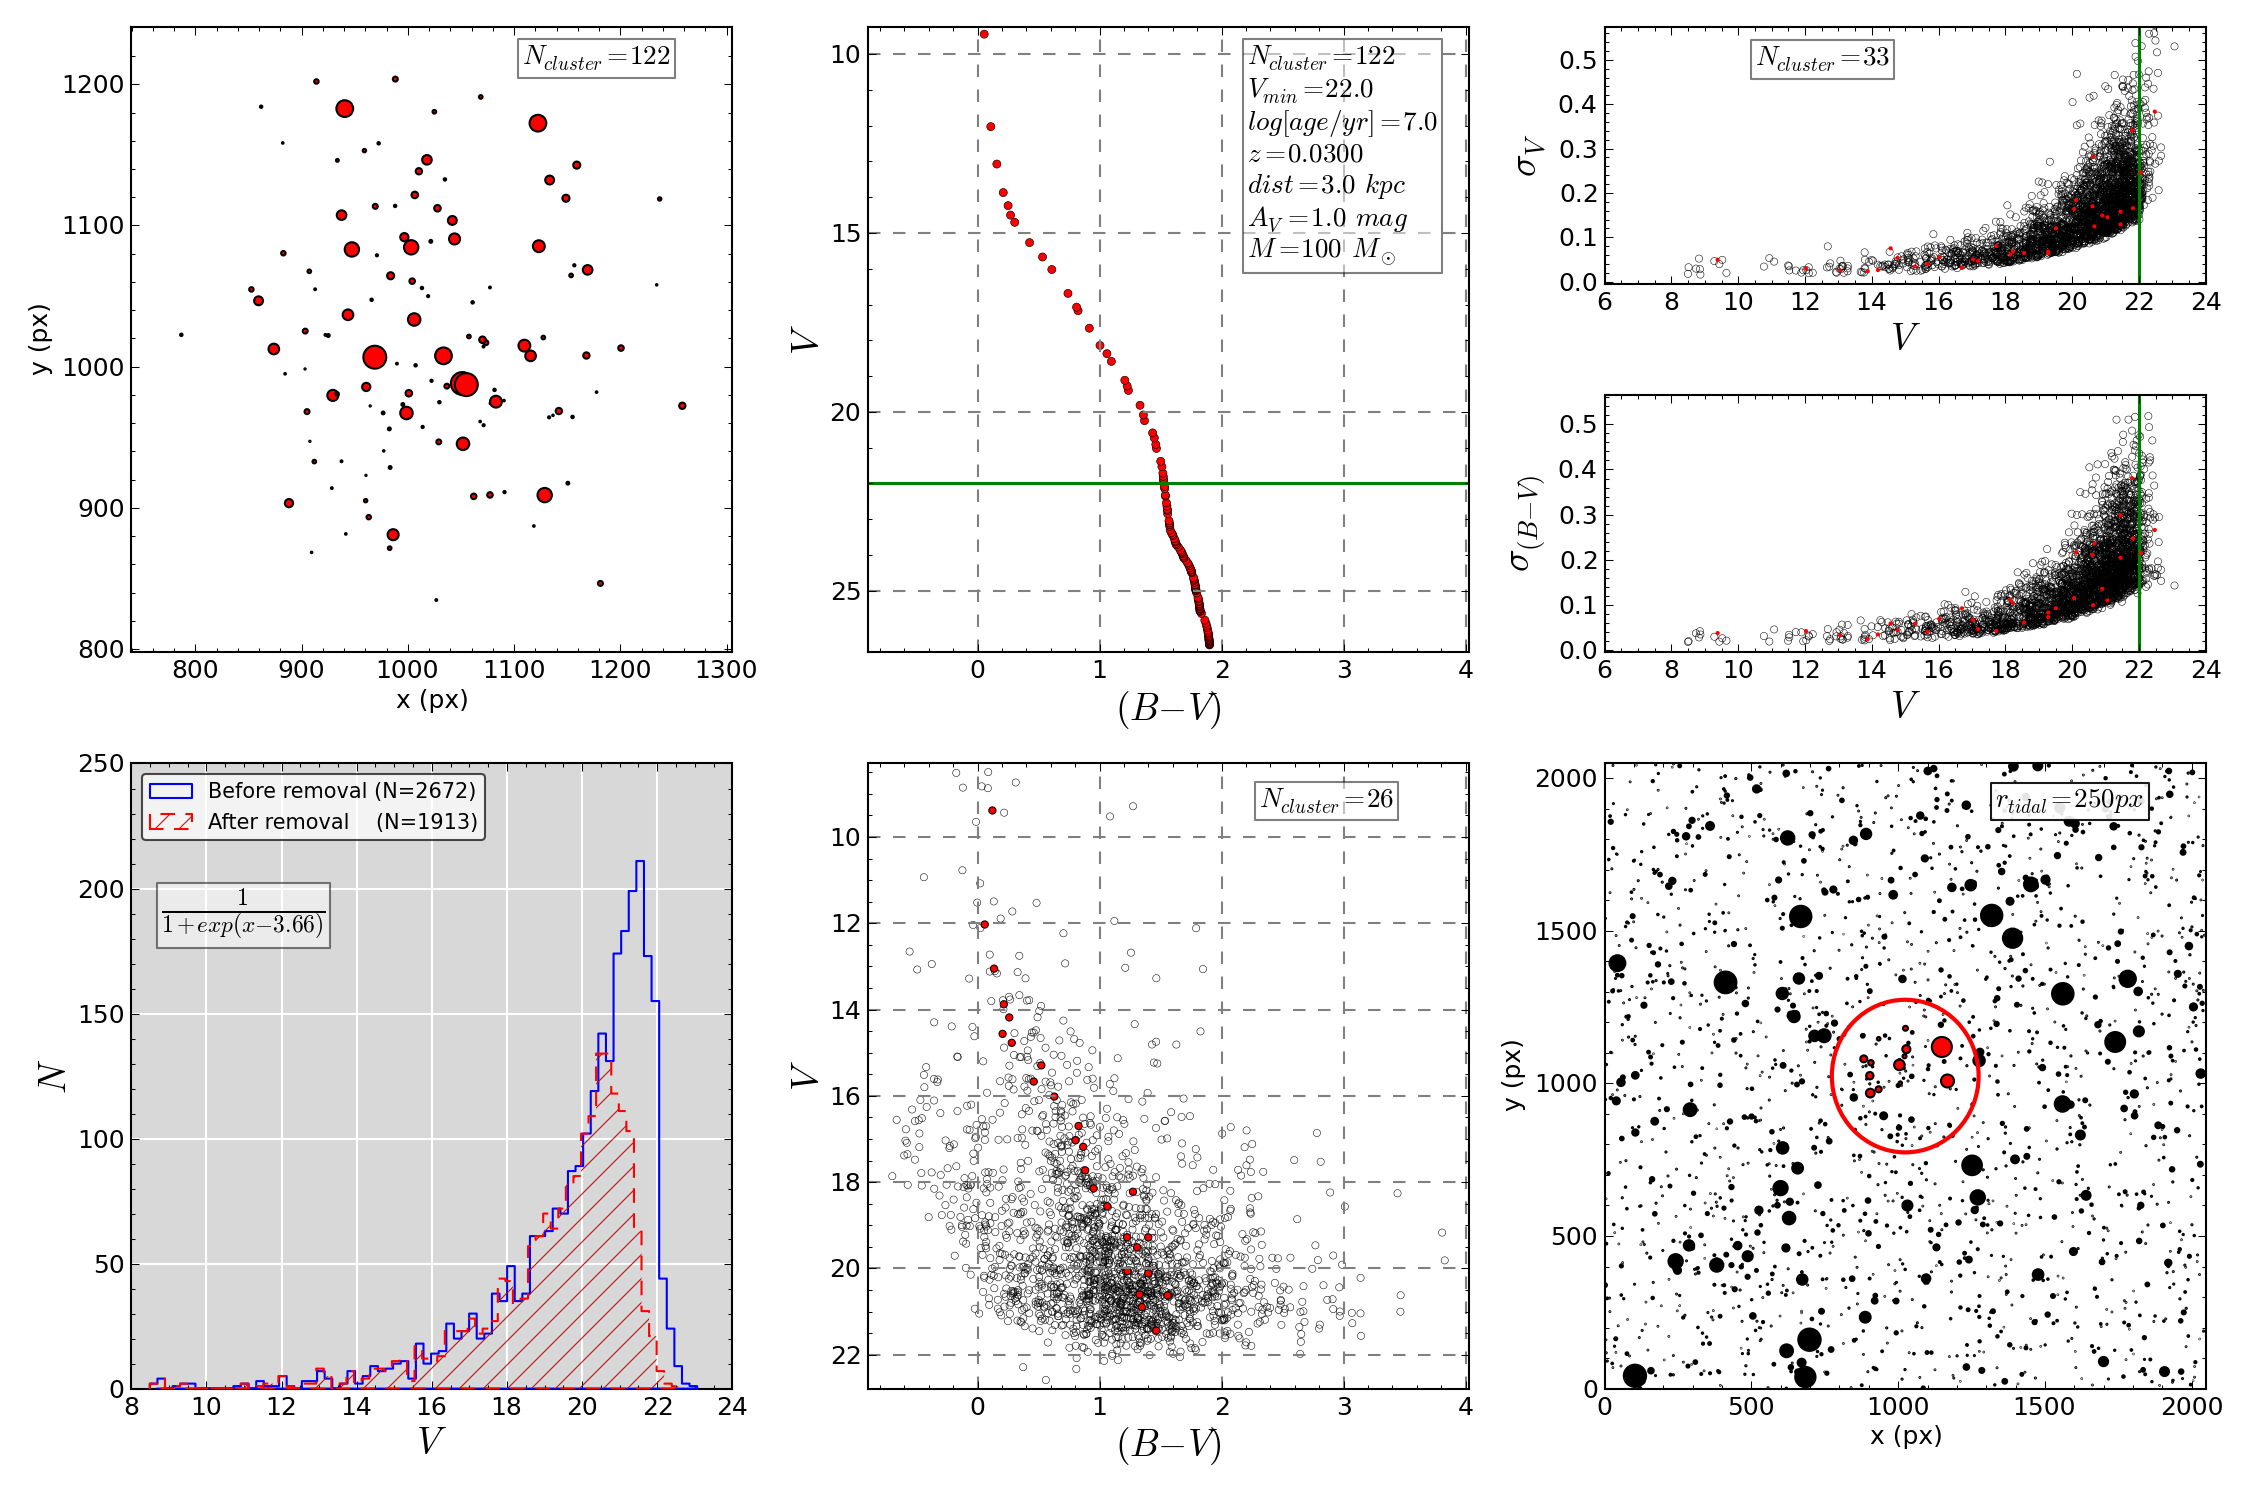 N_cluster=122
1200
1100
1000
900
800
y (px)
800 900 1000 1100 1200 1300
x (px)
N_cluster=122
V_min=22.0
log[age/yr]=7.0
z=0.0300
dist=3.0 kpc
A_V=1.0 mag
M=100 M_⊙
10
15
20
25
V
0 1 2 3 4
(B−V)
N_cluster=33
0.5
0.4
0.3
0.2
0.1
0.0
σ_V
6 8 10 12 14 16 18 20 22 24
V
0.5
0.4
0.3
0.2
0.1
0.0
σ_(B−V)
6 8 10 12 14 16 18 20 22 24
V
Before removal (N=2672)
After removal (N=1913)
1
1+exp(x−3.66)
250
200
150
100
50
0
N
8 10 12 14 16 18 20 22 24
V
N_cluster=26
10
12
14
16
18
20
22
V
0 1 2 3 4
(B−V)
r_tidal=250px
2000
1500
1000
500
0
y (px)
0 500 1000 1500 2000
x (px)